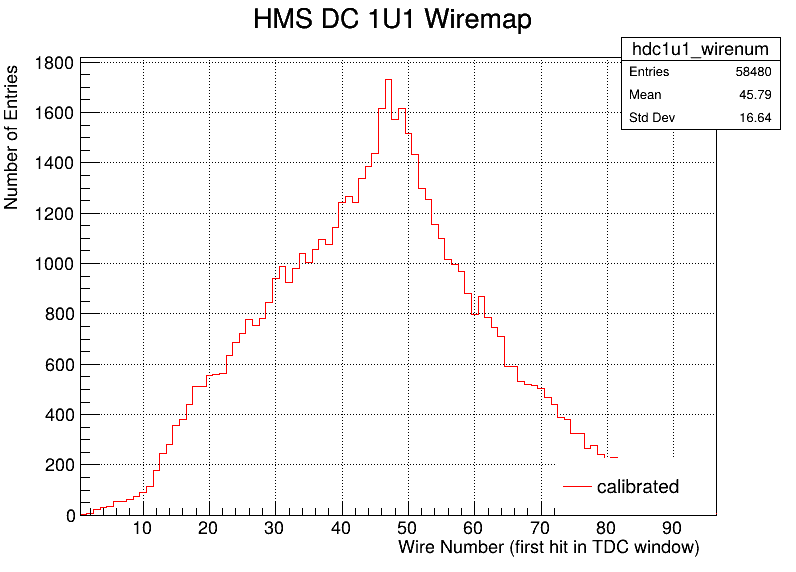 HMS DC 1U1 Wiremap
hdc1u1_wirenum
Entries 58480
Mean 45.79
Std Dev 16.64
Number of Entries
1800
1600
1400
1200
1000
800
600
400
200
0
calibrated
10 20 30 40 50 60 70 80 90
Wire Number (first hit in TDC window)